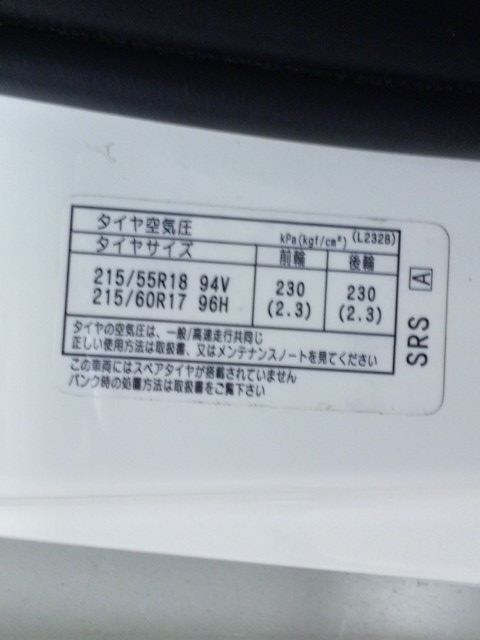 タイヤ空気圧 kPa(kgf/cm²) (L232B)
タイヤサイズ 前輪 後輪
215/55R18 94V 230 230
215/60R17 96H (2.3) (2.3)
タイヤの空気圧は、一般/高速走行共同じ
正しい使用方法は取扱書、又はメンテナンスノートを見てください
この車両にはスペアタイヤが搭載されていません
パンク時の処置方法は取扱書をご覧下さい
SRS A